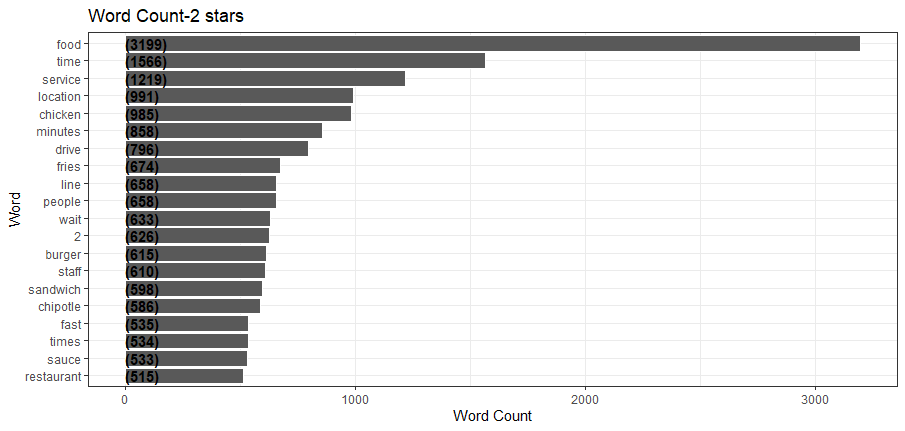 Word Count-2 stars
food (3199)
time (1566)
service (1219)
location (991)
chicken (985)
minutes (858)
drive (796)
fries (674)
line (658)
people (658)
wait (633)
2 (626)
burger (615)
staff (610)
sandwich (598)
chipotle (586)
fast (535)
times (534)
sauce (533)
restaurant (515)
Word
0 1000 2000 3000
Word Count